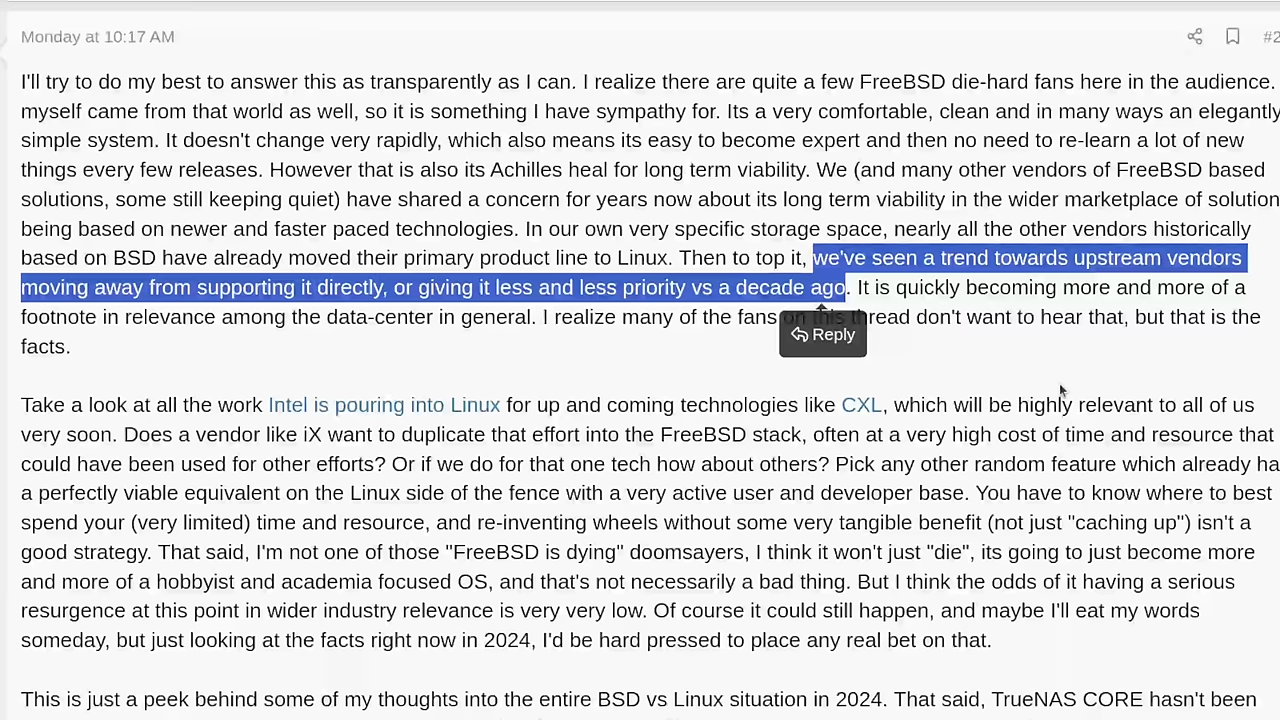 Monday at 10:17 AM
#2
I'll try to do my best to answer this as transparently as I can. I realize there are quite a few FreeBSD die-hard fans here in the audience.
myself came from that world as well, so it is something I have sympathy for. Its a very comfortable, clean and in many ways an elegantly
simple system. It doesn't change very rapidly, which also means its easy to become expert and then no need to re-learn a lot of new
things every few releases. However that is also its Achilles heal for long term viability. We (and many other vendors of FreeBSD based
solutions, some still keeping quiet) have shared a concern for years now about its long term viability in the wider marketplace of solution
being based on newer and faster paced technologies. In our own very specific storage space, nearly all the other vendors historically
based on BSD have already moved their primary product line to Linux. Then to top it, we've seen a trend towards upstream vendors
moving away from supporting it directly, or giving it less and less priority vs a decade ago. It is quickly becoming more and more of a
footnote in relevance among the data-center in general. I realize many of the fans on this thread don't want to hear that, but that is the
Reply
facts.
Take a look at all the work Intel is pouring into Linux for up and coming technologies like CXL, which will be highly relevant to all of us
very soon. Does a vendor like iX want to duplicate that effort into the FreeBSD stack, often at a very high cost of time and resource that
could have been used for other efforts? Or if we do for that one tech how about others? Pick any other random feature which already ha
a perfectly viable equivalent on the Linux side of the fence with a very active user and developer base. You have to know where to best
spend your (very limited) time and resource, and re-inventing wheels without some very tangible benefit (not just "caching up") isn't a
good strategy. That said, I'm not one of those "FreeBSD is dying" doomsayers, I think it won't just "die", its going to just become more
and more of a hobbyist and academia focused OS, and that's not necessarily a bad thing. But I think the odds of it having a serious
resurgence at this point in wider industry relevance is very very low. Of course it could still happen, and maybe I'll eat my words
someday, but just looking at the facts right now in 2024, I'd be hard pressed to place any real bet on that.
This is just a peek behind some of my thoughts into the entire BSD vs Linux situation in 2024. That said, TrueNAS CORE hasn't been